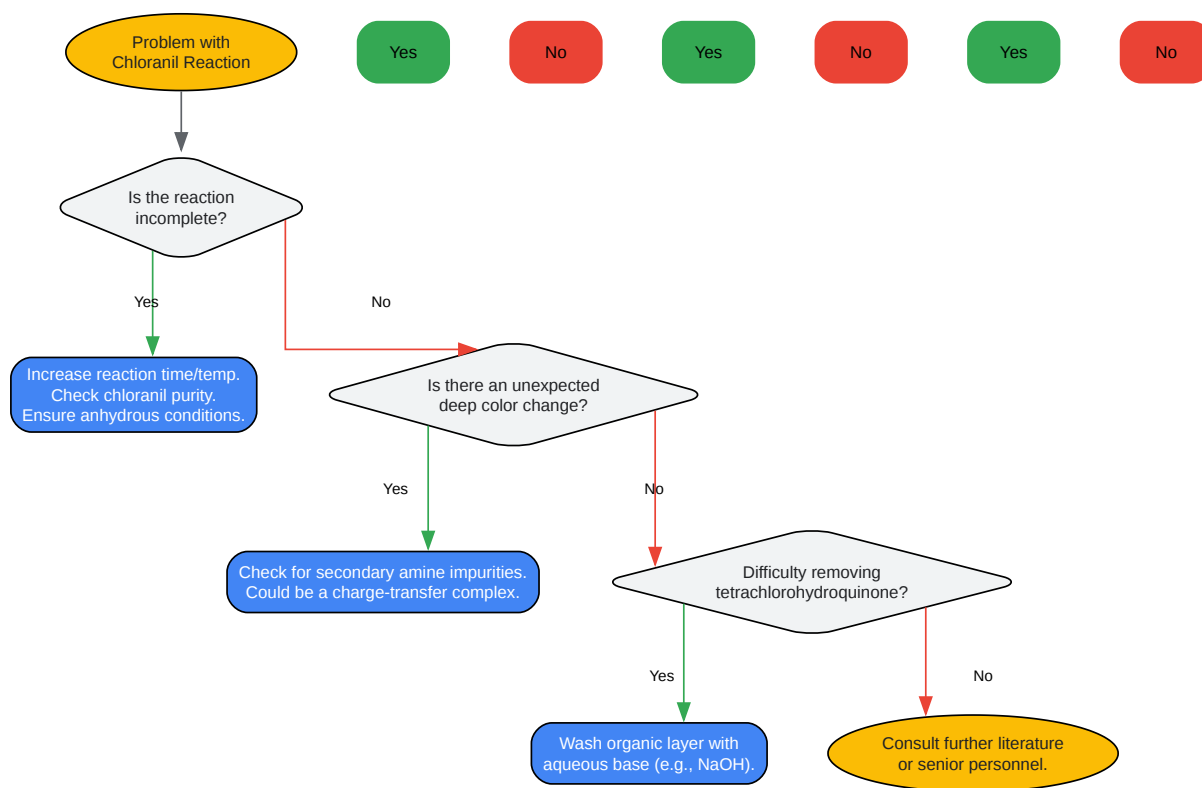 Problem with
Chloranil Reaction
Yes
No
Yes
No
Yes
No
Is the reaction
incomplete?
Yes
No
Increase reaction time/temp.
Check chloranil purity.
Ensure anhydrous conditions.
Is there an unexpected
deep color change?
Yes
No
Check for secondary amine impurities.
Could be a charge-transfer complex.
Difficulty removing
tetrachlorohydroquinone?
Yes
No
Wash organic layer with
aqueous base (e.g., NaOH).
Consult further literature
or senior personnel.